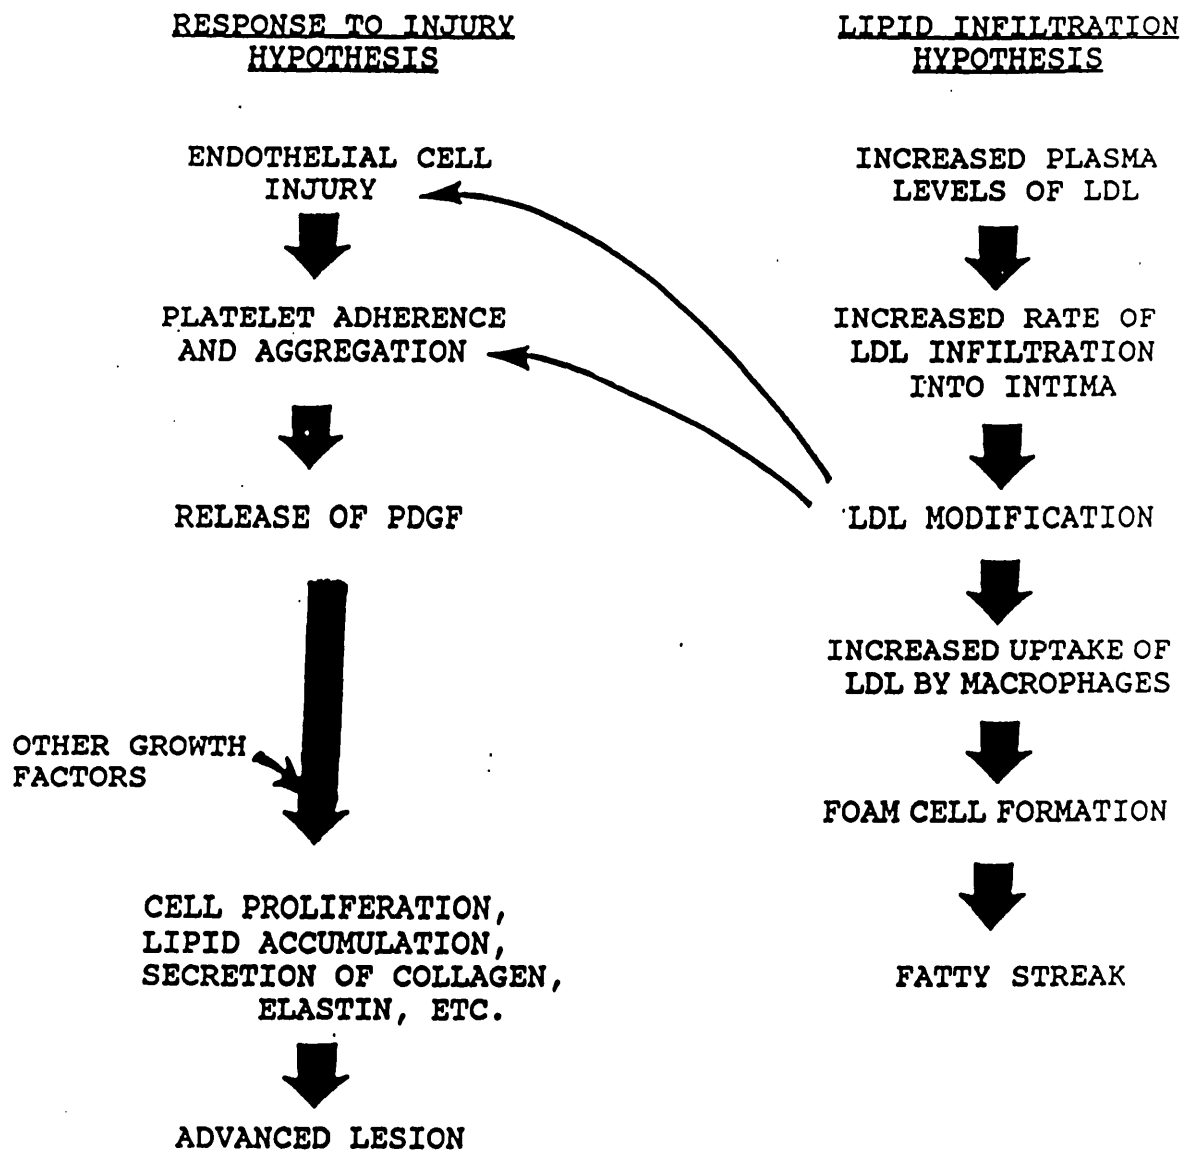 RESPONSE TO INJURY
HYPOTHESIS
ENDOTHELIAL CELL
INJURY
PLATELET ADHERENCE
AND AGGREGATION
RELEASE OF PDGF
OTHER GROWTH
FACTORS
CELL PROLIFERATION,
LIPID ACCUMULATION,
SECRETION OF COLLAGEN,
ELASTIN, ETC.
ADVANCED LESION
LIPID INFILTRATION
HYPOTHESIS
INCREASED PLASMA
LEVELS OF LDL
INCREASED RATE OF
LDL INFILTRATION
INTO INTIMA
LDL MODIFICATION
INCREASED UPTAKE OF
LDL BY MACROPHAGES
FOAM CELL FORMATION
FATTY STREAK